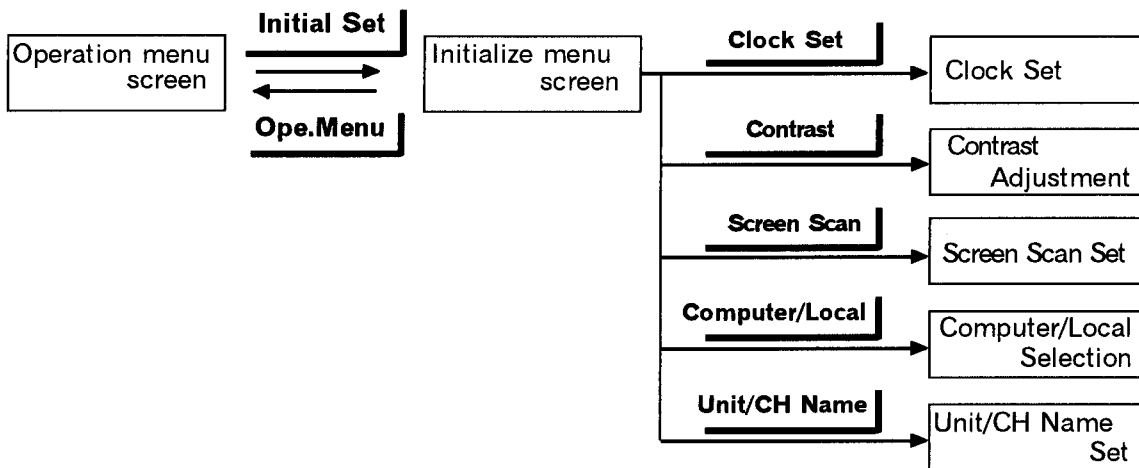 Initial Set
Operation menu
screen
Ope.Menu
Initialize menu
screen
Clock Set
Clock Set
Contrast
Contrast
Adjustment
Screen Scan
Screen Scan Set
Computer/Local
Computer/Local
Selection
Unit/CH Name
Unit/CH Name
Set